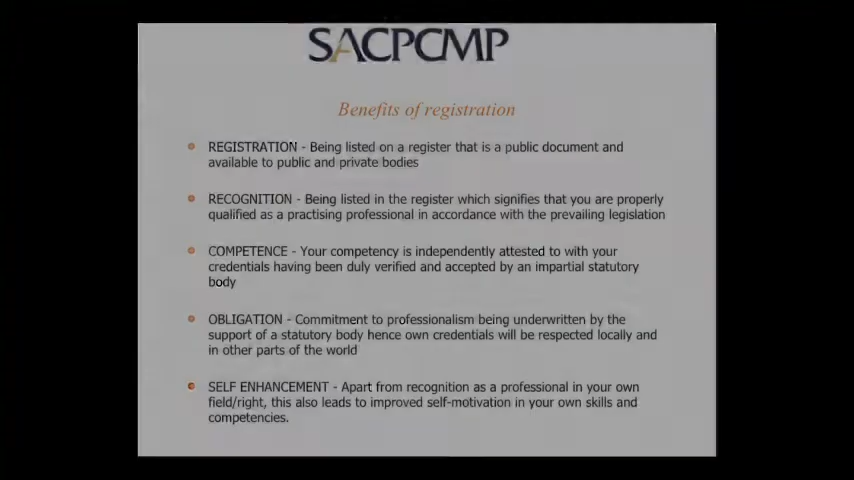 SACPCMP
Benefits of registration
REGISTRATION - Being listed on a register that is a public document and
available to public and private bodies
RECOGNITION - Being listed in the register which signifies that you are properly
qualified as a practising professional in accordance with the prevailing legislation
COMPETENCE - Your competency is independently attested to with your
credentials having been duly verified and accepted by an impartial statutory
body
OBLIGATION - Commitment to professionalism being underwritten by the
support of a statutory body hence own credentials will be respected locally and
in other parts of the world
SELF ENHANCEMENT - Apart from recognition as a professional in your own
field/right, this also leads to improved self-motivation in your own skills and
competencies.